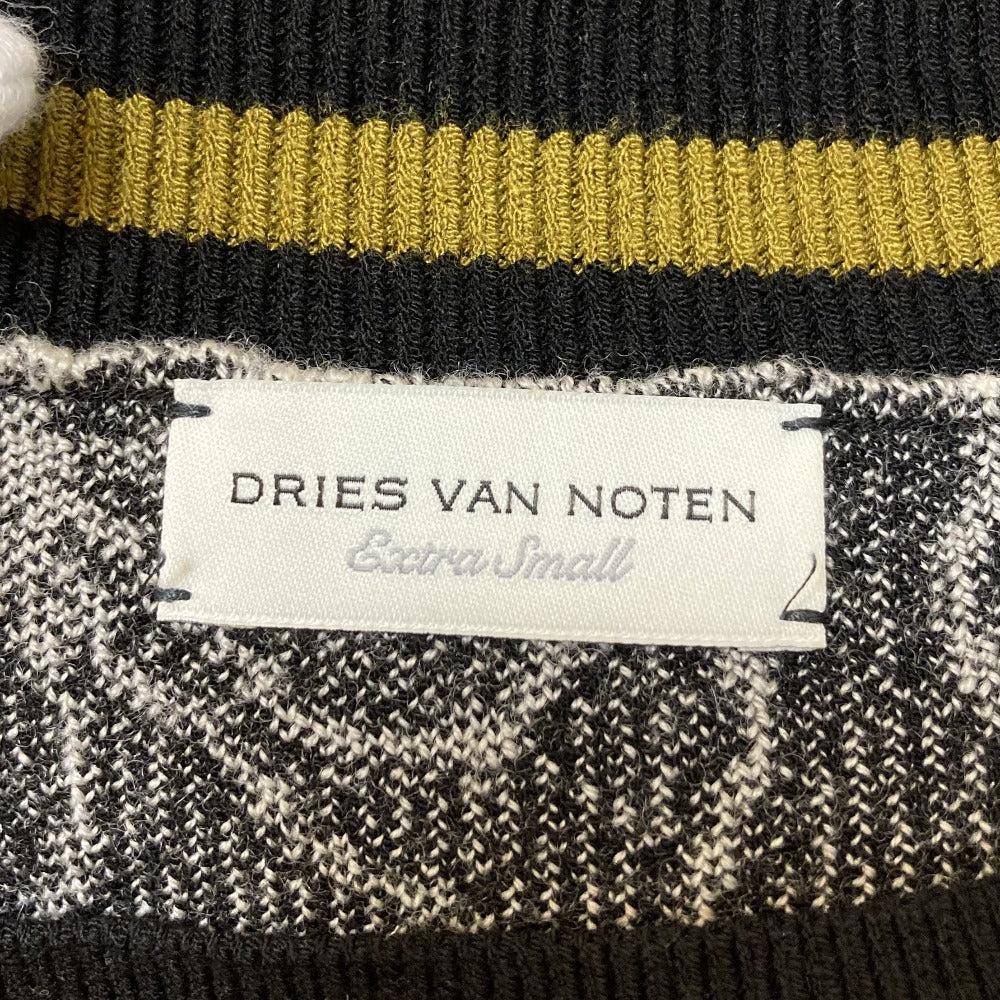 DRIES VAN NOTEN
Extra Small